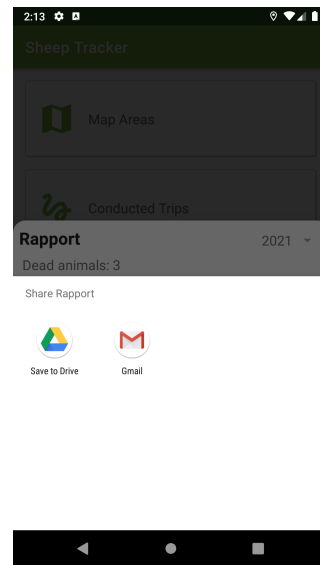 2:13
Sheep Tracker
Map Areas
Conducted Trips
Rapport 2021
Dead animals: 3
Share Rapport
Save to Drive Gmail